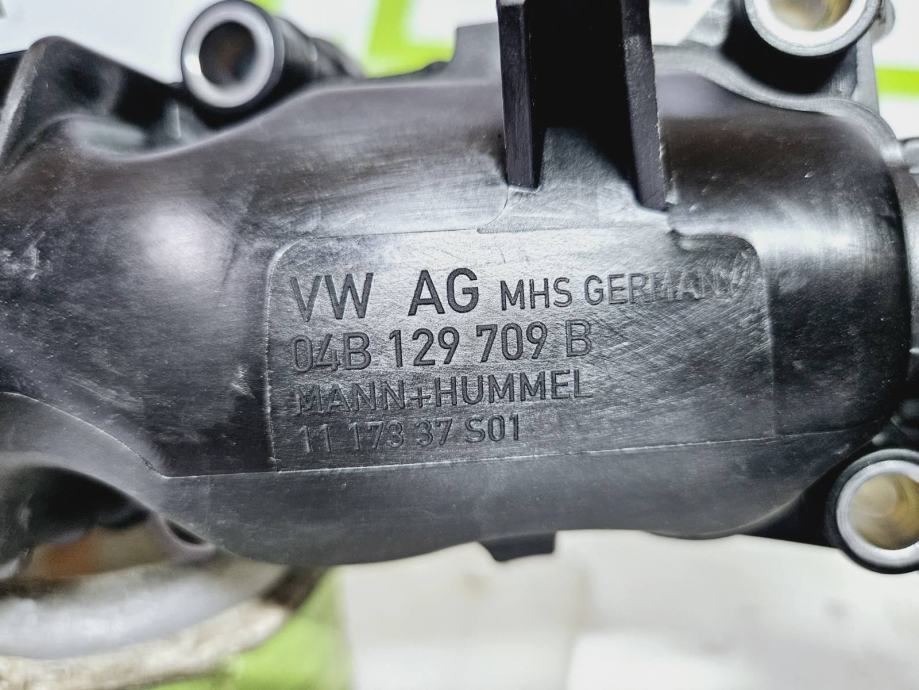 VW AG MHS GERMANY
04B 129 709 B
MANN+HUMMEL
11 173 37 S01